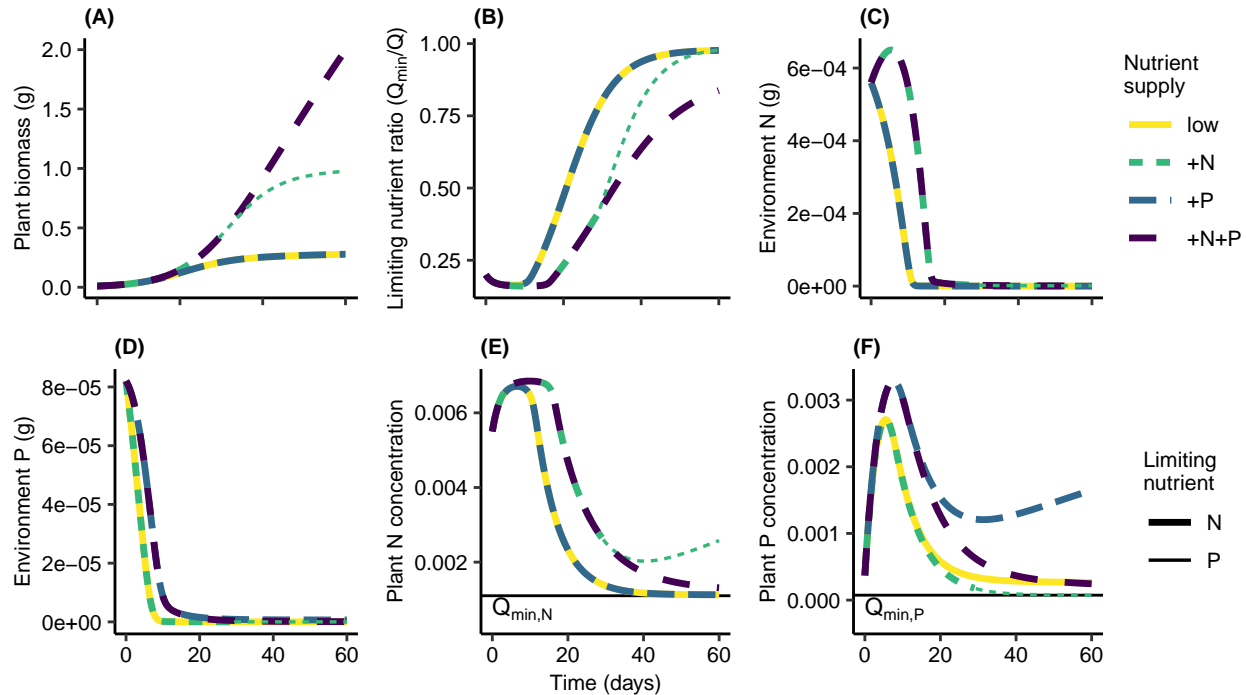 (A)
Plant biomass (g)
2.0
1.5
1.0
0.5
0.0
(B)
Limiting nutrient ratio (Qmin/Q)
1.00
0.75
0.50
0.25
(C)
Environment N (g)
6e−04
4e−04
2e−04
0e+00
Nutrient
supply
low
+N
+P
+N+P
(D)
Environment P (g)
8e−05
6e−05
4e−05
2e−05
0e+00
0 20 40 60
(E)
Plant N concentration
0.006
0.004
0.002
Qmin,N
0 20 40 60
Time (days)
(F)
Plant P concentration
0.003
0.002
0.001
0.000
Qmin,P
0 20 40 60
Limiting
nutrient
N
P